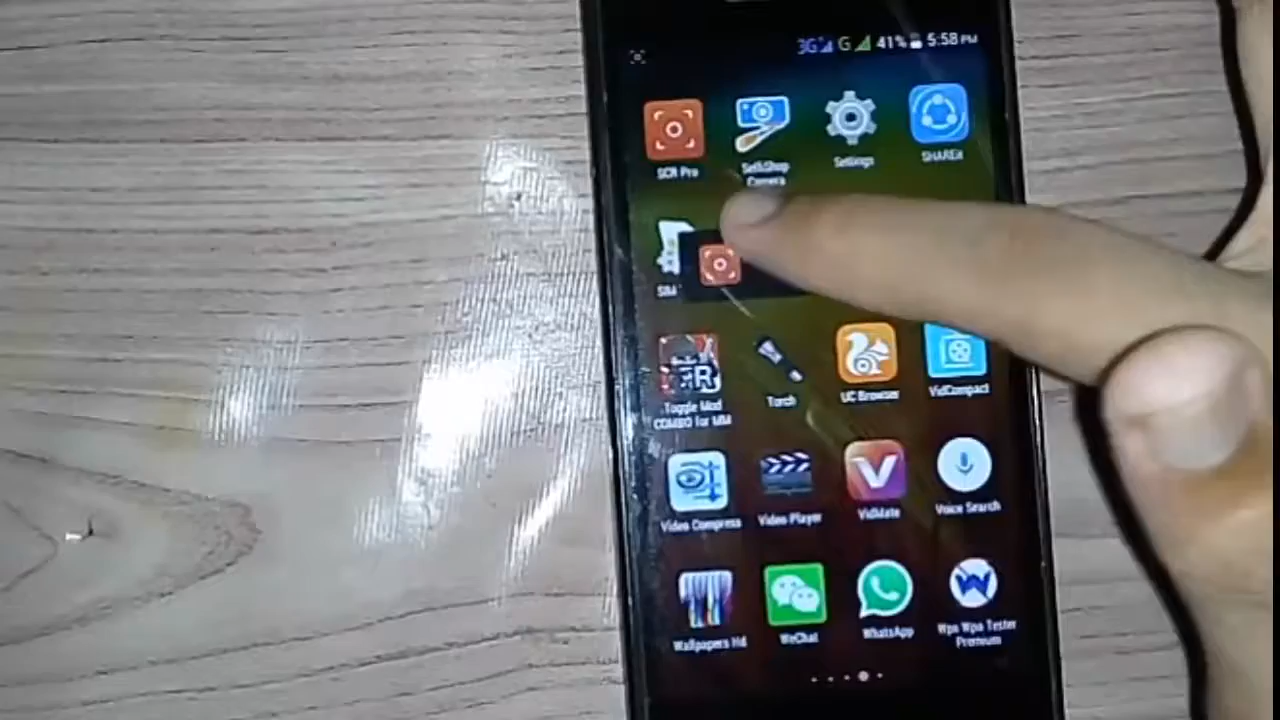 3G G 41% 5:58 PM
SCR Pro
SelfiShop
Camera
Settings
SHAREit
SIM
Toggle Mod
COMBO for MM
Torch
UC Browser
VidCompact
Video Compress
Video Player
VidMate
Voice Search
Wallpapers Hd
WeChat
WhatsApp
Wps Wpa Tester
Premium